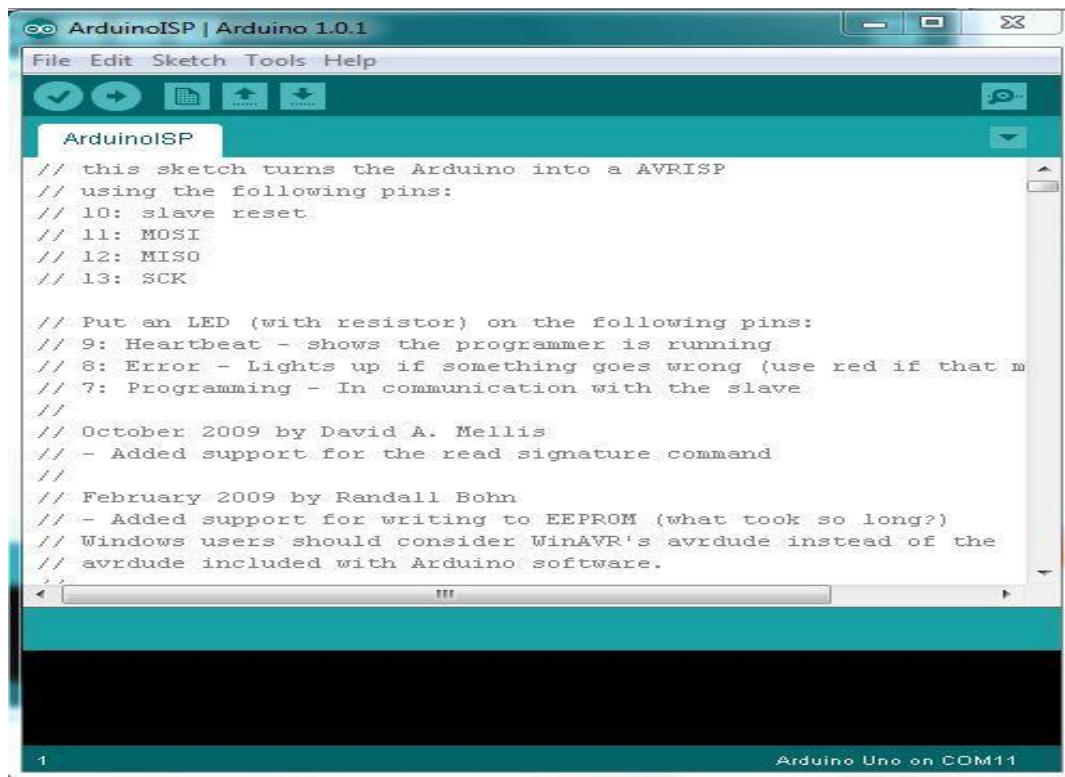 ArduinoISP | Arduino 1.0.1
File Edit Sketch Tools Help
ArduinoISP
// this sketch turns the Arduino into a AVRISP
// using the following pins:
// 10: slave reset
// 11: MOSI
// 12: MISO
// 13: SCK
// Put an LED (with resistor) on the following pins:
// 9: Heartbeat - shows the programmer is running
// 8: Error - Lights up if something goes wrong (use red if that m
// 7: Programming - In communication with the slave
//
// October 2009 by David A. Mellis
// - Added support for the read signature command
//
// February 2009 by Randall Bohn
// - Added support for writing to EEPROM (what took so long?)
// Windows users should consider WinAVR's avrdude instead of the
// avrdude included with Arduino software.
//
1 Arduino Uno on COM11